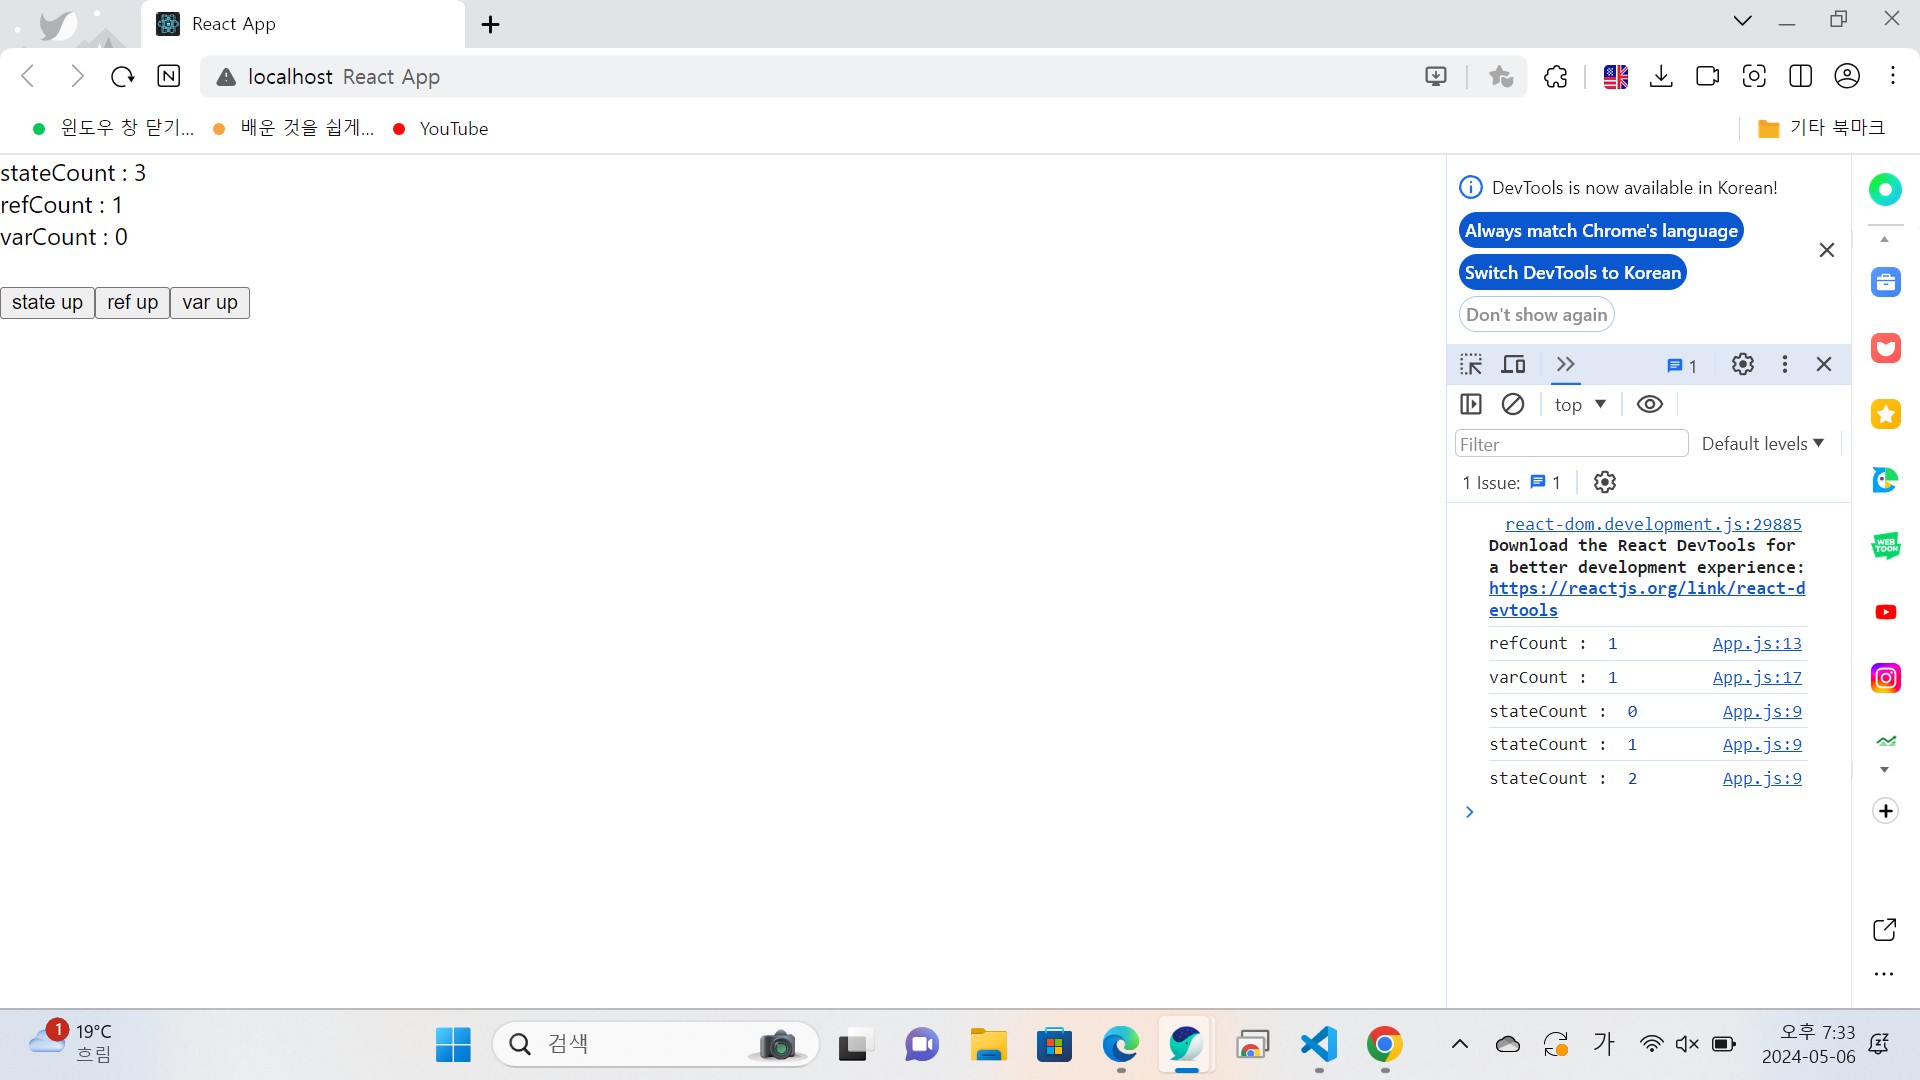 React App
localhost React App
윈도우 창 닫기...
배운 것을 쉽게...
YouTube
기타 북마크
stateCount : 3
refCount : 1
varCount : 0
state up
ref up
var up
DevTools is now available in Korean!
Always match Chrome's language
Switch DevTools to Korean
Don't show again
1
top
Filter
Default levels
1 Issue: 1
react-dom.development.js:29885
Download the React DevTools for
a better development experience:
https://reactjs.org/link/react-d
evtools
refCount : 1 App.js:13
varCount : 1 App.js:17
stateCount : 0 App.js:9
stateCount : 1 App.js:9
stateCount : 2 App.js:9
WEB
TOON
1
19°C
흐림
검색
가
오후 7:33
2024-05-06